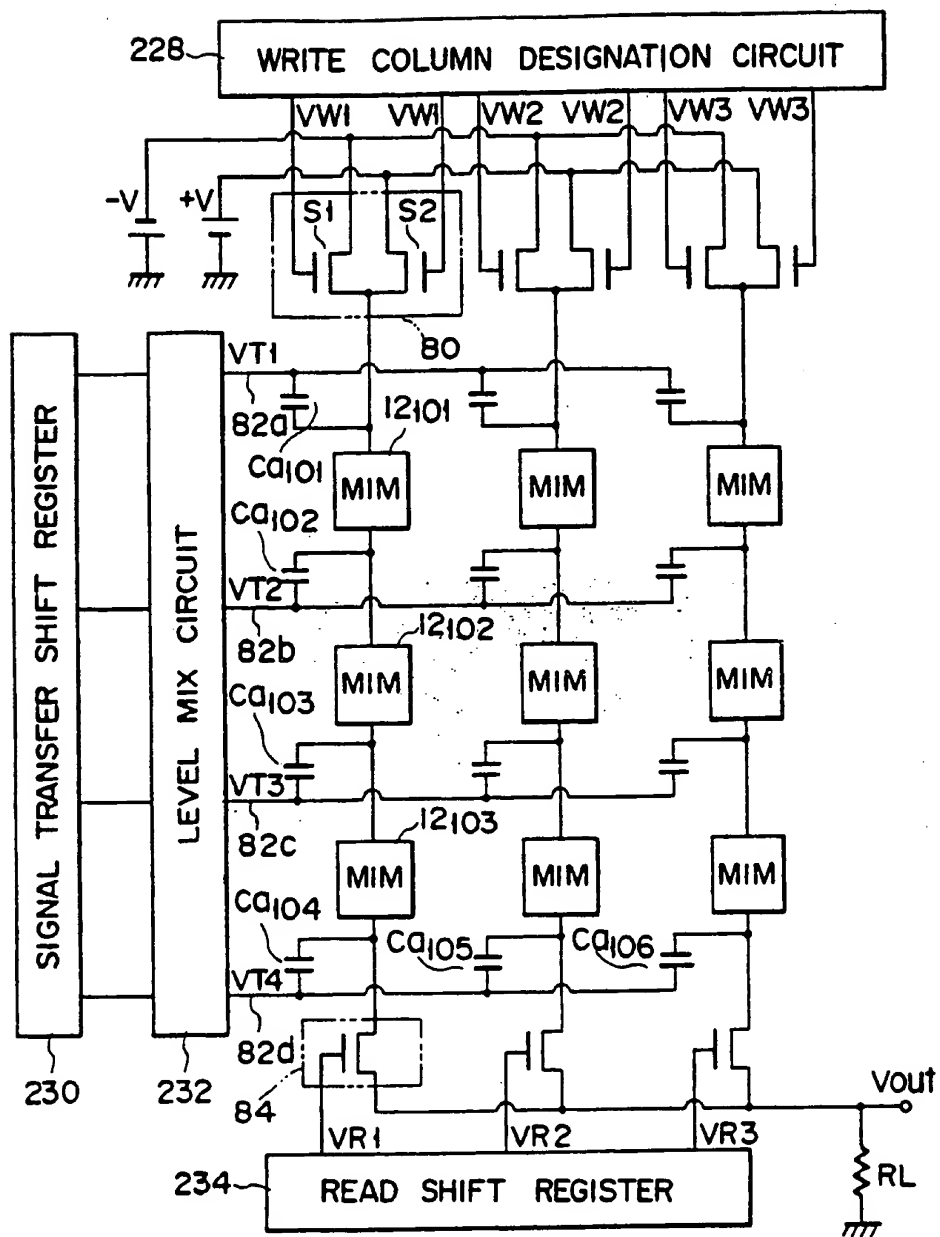 228
WRITE COLUMN DESIGNATION CIRCUIT
VW1 VW1 VW2 VW2 VW3 VW3
-V +V S1 S2
80
SIGNAL TRANSFER SHIFT REGISTER
LEVEL MIX CIRCUIT
VT1
82a
Ca101
12101
MIM MIM MIM
Ca102
VT2
82b
12102
MIM MIM MIM
Ca103
VT3
82c
12103
MIM MIM MIM
Ca104 Ca105 Ca106
VT4
82d
230 232 84
VR1 VR2 VR3
Vout
RL
234
READ SHIFT REGISTER